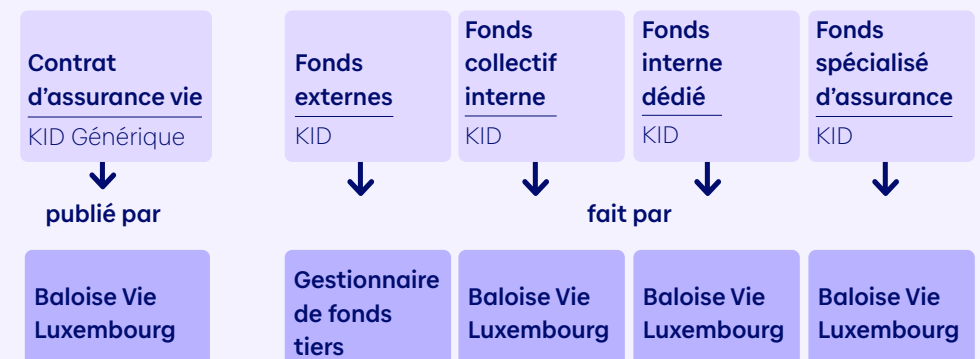 Contrat
d’assurance vie
KID Générique
Fonds
externes
KID
Fonds
collectif
interne
KID
Fonds
interne
dédié
KID
Fonds
spécialisé
d’assurance
KID
publié par
fait par
Baloise Vie
Luxembourg
Gestionnaire
de fonds
tiers
Baloise Vie
Luxembourg
Baloise Vie
Luxembourg
Baloise Vie
Luxembourg